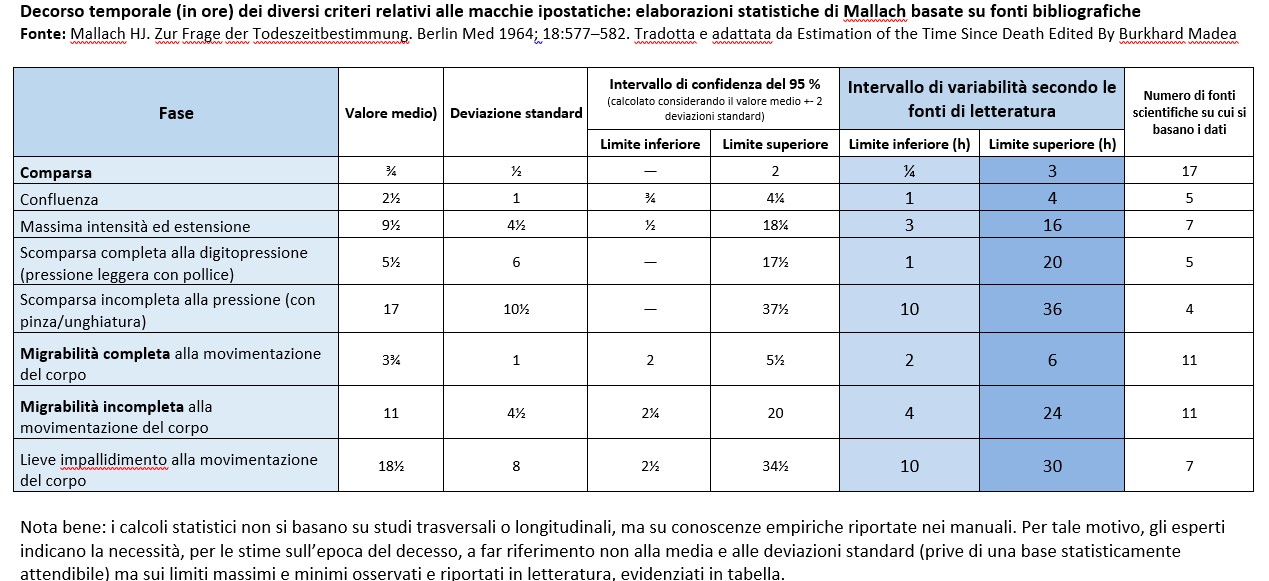 Decorso temporale (in ore) dei diversi criteri relativi alle macchie ipostatiche: elaborazioni statistiche di Mallach basate su fonti bibliografiche
Fonte: Mallach HJ. Zur Frage der Todeszeitbestimmung. Berlin Med 1964; 18:577–582. Tradotta e adattata da Estimation of the Time Since Death Edited By Burkhard Madea
Fase
Valore medio)
Deviazione standard
Intervallo di confidenza del 95 %
(calcolato considerando il valore medio +- 2
deviazioni standard)
Limite inferiore
Limite superiore
Intervallo di variabilità secondo le
fonti di letteratura
Limite inferiore (h)
Limite superiore (h)
Numero di fonti
scientifiche su cui si
basano i dati
Comparsa ¾ ½ — 2 ¼ 3 17
Confluenza 2½ 1 ¾ 4¼ 1 4 5
Massima intensità ed estensione 9½ 4½ ½ 18¼ 3 16 7
Scomparsa completa alla digitopressione
(pressione leggera con pollice) 5½ 6 — 17½ 1 20 5
Scomparsa incompleta alla pressione (con
pinza/unghiatura) 17 10½ — 37½ 10 36 4
Migrabilità completa alla movimentazione
del corpo 3¾ 1 2 5½ 2 6 11
Migrabilità incompleta alla
movimentazione del corpo 11 4½ 2¼ 20 4 24 11
Lieve impallidimento alla movimentazione
del corpo 18½ 8 2½ 34½ 10 30 7
Nota bene: i calcoli statistici non si basano su studi trasversali o longitudinali, ma su conoscenze empiriche riportate nei manuali. Per tale motivo, gli esperti
indicano la necessità, per le stime sull'epoca del decesso, a far riferimento non alla media e alle deviazioni standard (prive di una base statisticamente
attendibile) ma sui limiti massimi e minimi osservati e riportati in letteratura, evidenziati in tabella.